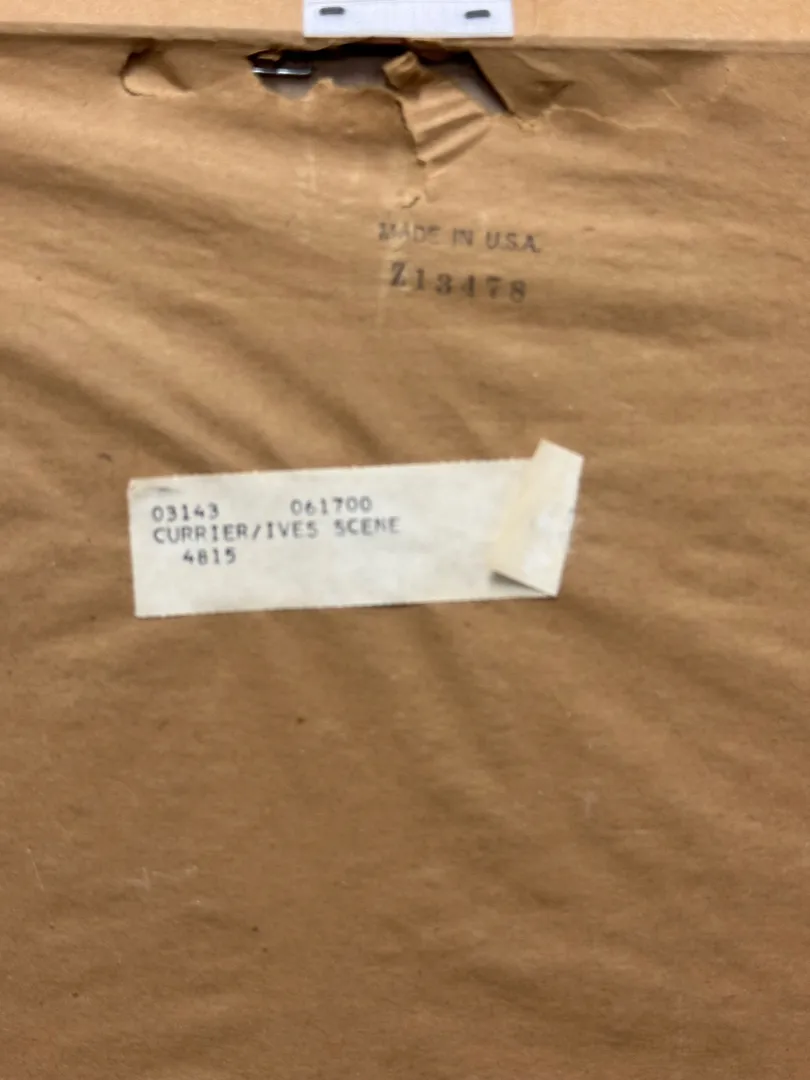 MADE IN U.S.A.
Z13478
03143 061700
CURRIER/IVES SCENE
4815